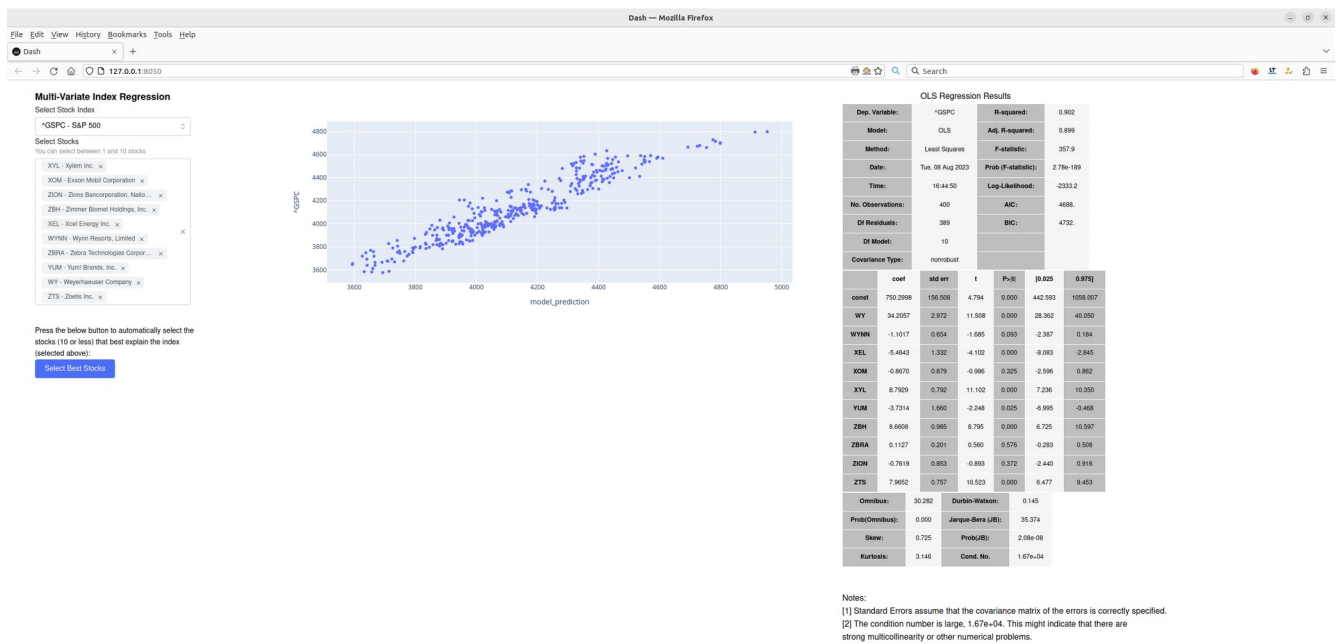 Dash — Mozilla Firefox
File Edit View History Bookmarks Tools Help
Dash
127.0.0.1:8050
Search
Multi-Variate Index Regression
Select Stock Index
^GSPC - S&P 500
Select Stocks
You can select between 1 and 10 stocks
XYL - Xylem Inc.
XOM - Exxon Mobil Corporation
ZION - Zions Bancorporation, Natio...
ZBH - Zimmer Biomet Holdings, Inc.
XEL - Xcel Energy Inc.
WYNN - Wynn Resorts, Limited
ZBRA - Zebra Technologies Corpor...
YUM - Yum! Brands, Inc.
WY - Weyerhaeuser Company
ZTS - Zoetis Inc.
Press the below button to automatically select the
stocks (10 or less) that best explain the index
(selected above):
Select Best Stocks
^GSPC
4800
4600
4400
4200
4000
3800
3600
3600 3800 4000 4200 4400 4600 4800 5000
model_prediction
OLS Regression Results
Dep. Variable: ^GSPC R-squared: 0.902
Model: OLS Adj. R-squared: 0.899
Method: Least Squares F-statistic: 357.9
Date: Tue, 08 Aug 2023 Prob (F-statistic): 2.78e-189
Time: 16:44:50 Log-Likelihood: -2333.2
No. Observations: 400 AIC: 4688.
Df Residuals: 389 BIC: 4732.
Df Model: 10
Covariance Type: nonrobust
coef std err t P>|t| [0.025 0.975]
const 750.2998 156.508 4.794 0.000 442.593 1058.007
WY 34.2057 2.972 11.508 0.000 28.362 40.050
WYNN -1.1017 0.654 -1.685 0.093 -2.387 0.184
XEL -5.4643 1.332 -4.102 0.000 -8.083 -2.845
XOM -0.8670 0.879 -0.986 0.325 -2.596 0.862
XYL 8.7929 0.792 11.102 0.000 7.236 10.350
YUM -3.7314 1.660 -2.248 0.025 -6.995 -0.468
ZBH 8.6608 0.985 8.795 0.000 6.725 10.597
ZBRA 0.1127 0.201 0.560 0.576 -0.283 0.508
ZION -0.7619 0.853 -0.893 0.372 -2.440 0.916
ZTS 7.9652 0.757 10.523 0.000 6.477 9.453
Omnibus: 30.282 Durbin-Watson: 0.145
Prob(Omnibus): 0.000 Jarque-Bera (JB): 35.374
Skew: 0.725 Prob(JB): 2.08e-08
Kurtosis: 3.146 Cond. No. 1.67e+04
Notes:
[1] Standard Errors assume that the covariance matrix of the errors is correctly specified.
[2] The condition number is large, 1.67e+04. This might indicate that there are
strong multicollinearity or other numerical problems.